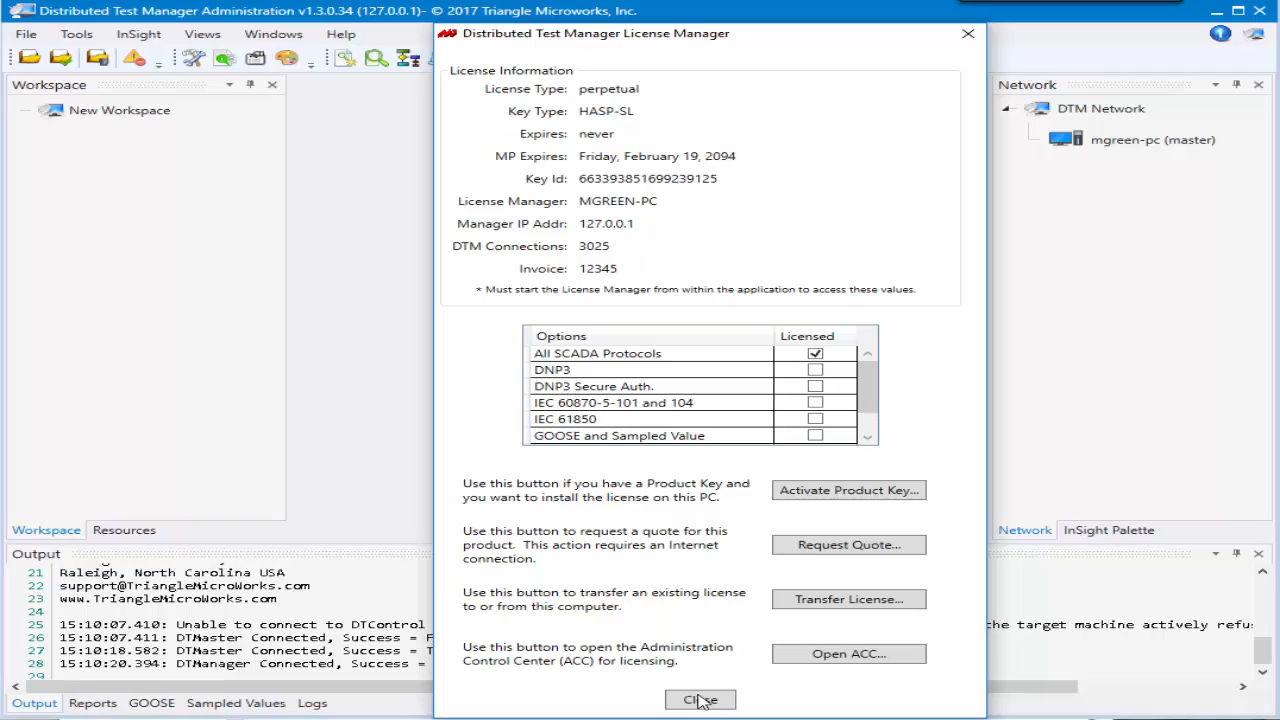 Distributed Test Manager Administration v1.3.0.34 (127.0.0.1)- © 2017 Triangle Microworks, Inc.
File Tools InSight Views Windows Help
Workspace
New Workspace
Workspace Resources
Distributed Test Manager License Manager
License Information
License Type: perpetual
Key Type: HASP-SL
Expires: never
MP Expires: Friday, February 19, 2094
Key Id: 663393851699239125
License Manager: MGREEN-PC
Manager IP Addr: 127.0.0.1
DTM Connections: 3025
Invoice: 12345
* Must start the License Manager from within the application to access these values.
Options Licensed
All SCADA Protocols
DNP3
DNP3 Secure Auth.
IEC 60870-5-101 and 104
IEC 61850
GOOSE and Sampled Value
Use this button if you have a Product Key and
you want to install the license on this PC.
Activate Product Key...
Use this button to request a quote for this
product. This action requires an Internet
connection.
Request Quote...
Use this button to transfer an existing license
to or from this computer.
Transfer License...
Use this button to open the Administration
Control Center (ACC) for licensing.
Open ACC...
Close
Network
DTM Network
mgreen-pc (master)
Network InSight Palette
Output
21 Raleigh, North Carolina USA
22 support@TriangleMicroWorks.com
23 www.TriangleMicroWorks.com
24
25 15:10:07.410: Unable to connect to DTControl the target machine actively refu
26 15:10:07.411: DTMaster Connected, Success = F
27 15:10:18.582: DTMaster Connected, Success = T
28 15:10:20.394: DTManager Connected, Success =
29
Output Reports GOOSE Sampled Values Logs